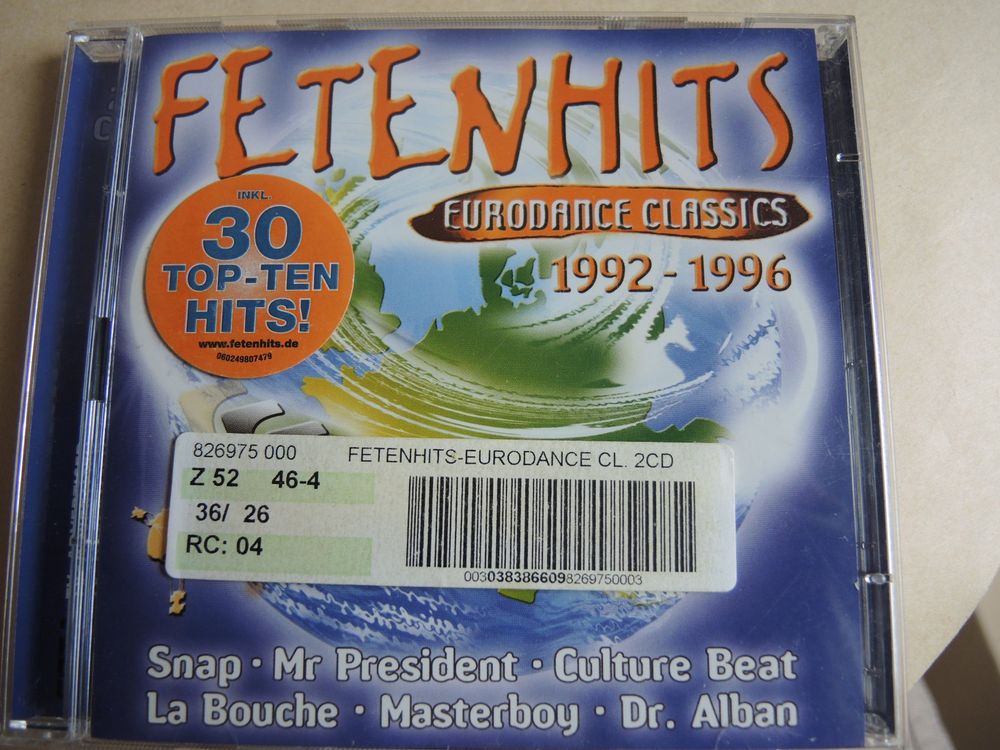 FETENHITS
EURODANCE CLASSICS
1992 - 1996
INKL.
30
TOP-TEN
HITS!
www.fetenhits.de
060249807479
826975 000 FETENHITS-EURODANCE CL. 2CD
Z 52 46-4
36/ 26
RC: 04
0030383866098269750003
Snap · Mr President · Culture Beat
La Bouche · Masterboy · Dr. Alban